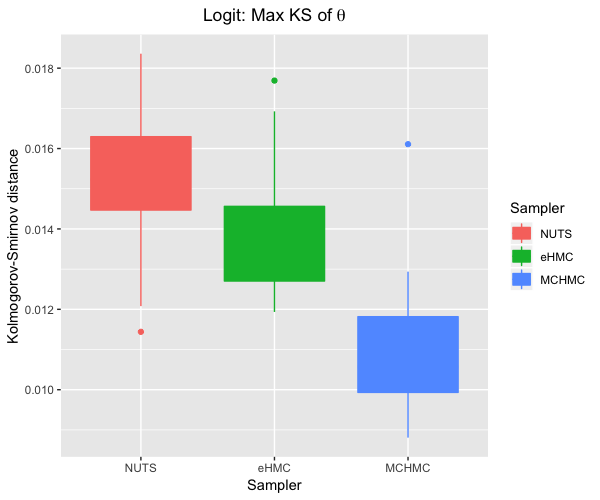 Logit: Max KS of θ
Kolmogorov-Smirnov distance
0.018
0.016
0.014
0.012
0.010
NUTS
eHMC
MCHMC
Sampler
Sampler
NUTS
eHMC
MCHMC